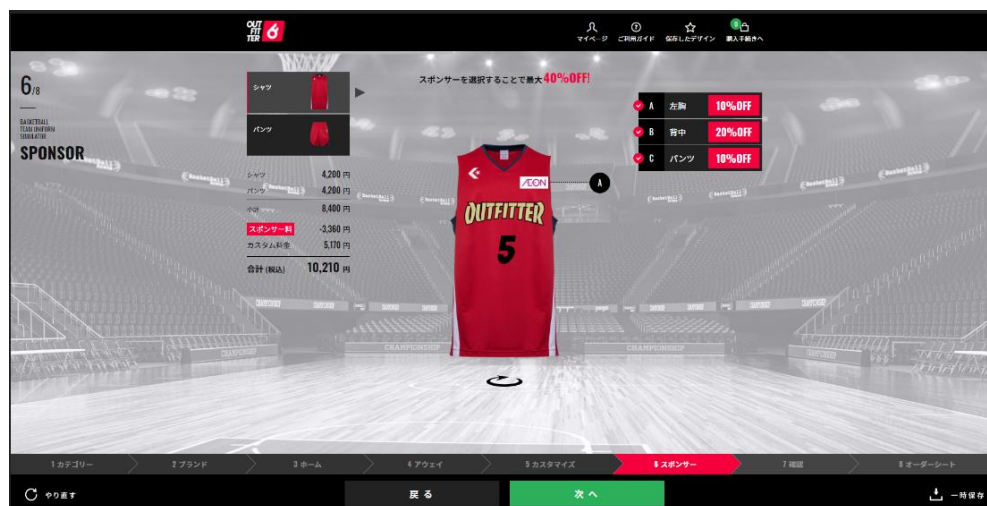 OUT
FIT
TER
マイページ
ご利用ガイド
保存したデザイン
0
購入手続きへ
6/8
BASKETBALL
TEAM UNIFORM
SIMULATOR
SPONSOR
シャツ
パンツ
シャツ 4,200 円
パンツ 4,200 円
小計 8,400 円
スポンサー料 -3,360 円
カスタム料金 5,170 円
合計 (税込) 10,210 円
スポンサーを選択することで最大40%OFF!
A 左胸 10%OFF
B 背中 20%OFF
C パンツ 10%OFF
ÆON
A
OUTFITTER
5
CHAMPIONSHIP
CHAMPIONSHIP
1 カテゴリー
2 ブランド
3 ホーム
4 アウェイ
5 カスタマイズ
6 スポンサー
7 確認
8 オーダーシート
やり直す
戻る
次へ
一時保存